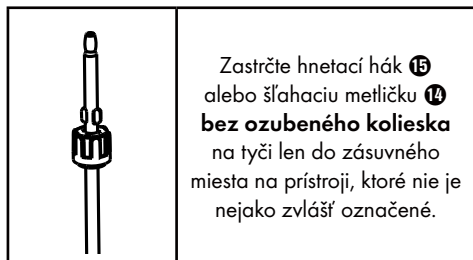 Zastrčte hnetací hák ⓯
alebo šľahaciu metličku ⓮
bez ozubeného kolieska
na tyči len do zásuvného
miesta na prístroji, ktoré nie je
nejako zvlášť označené.